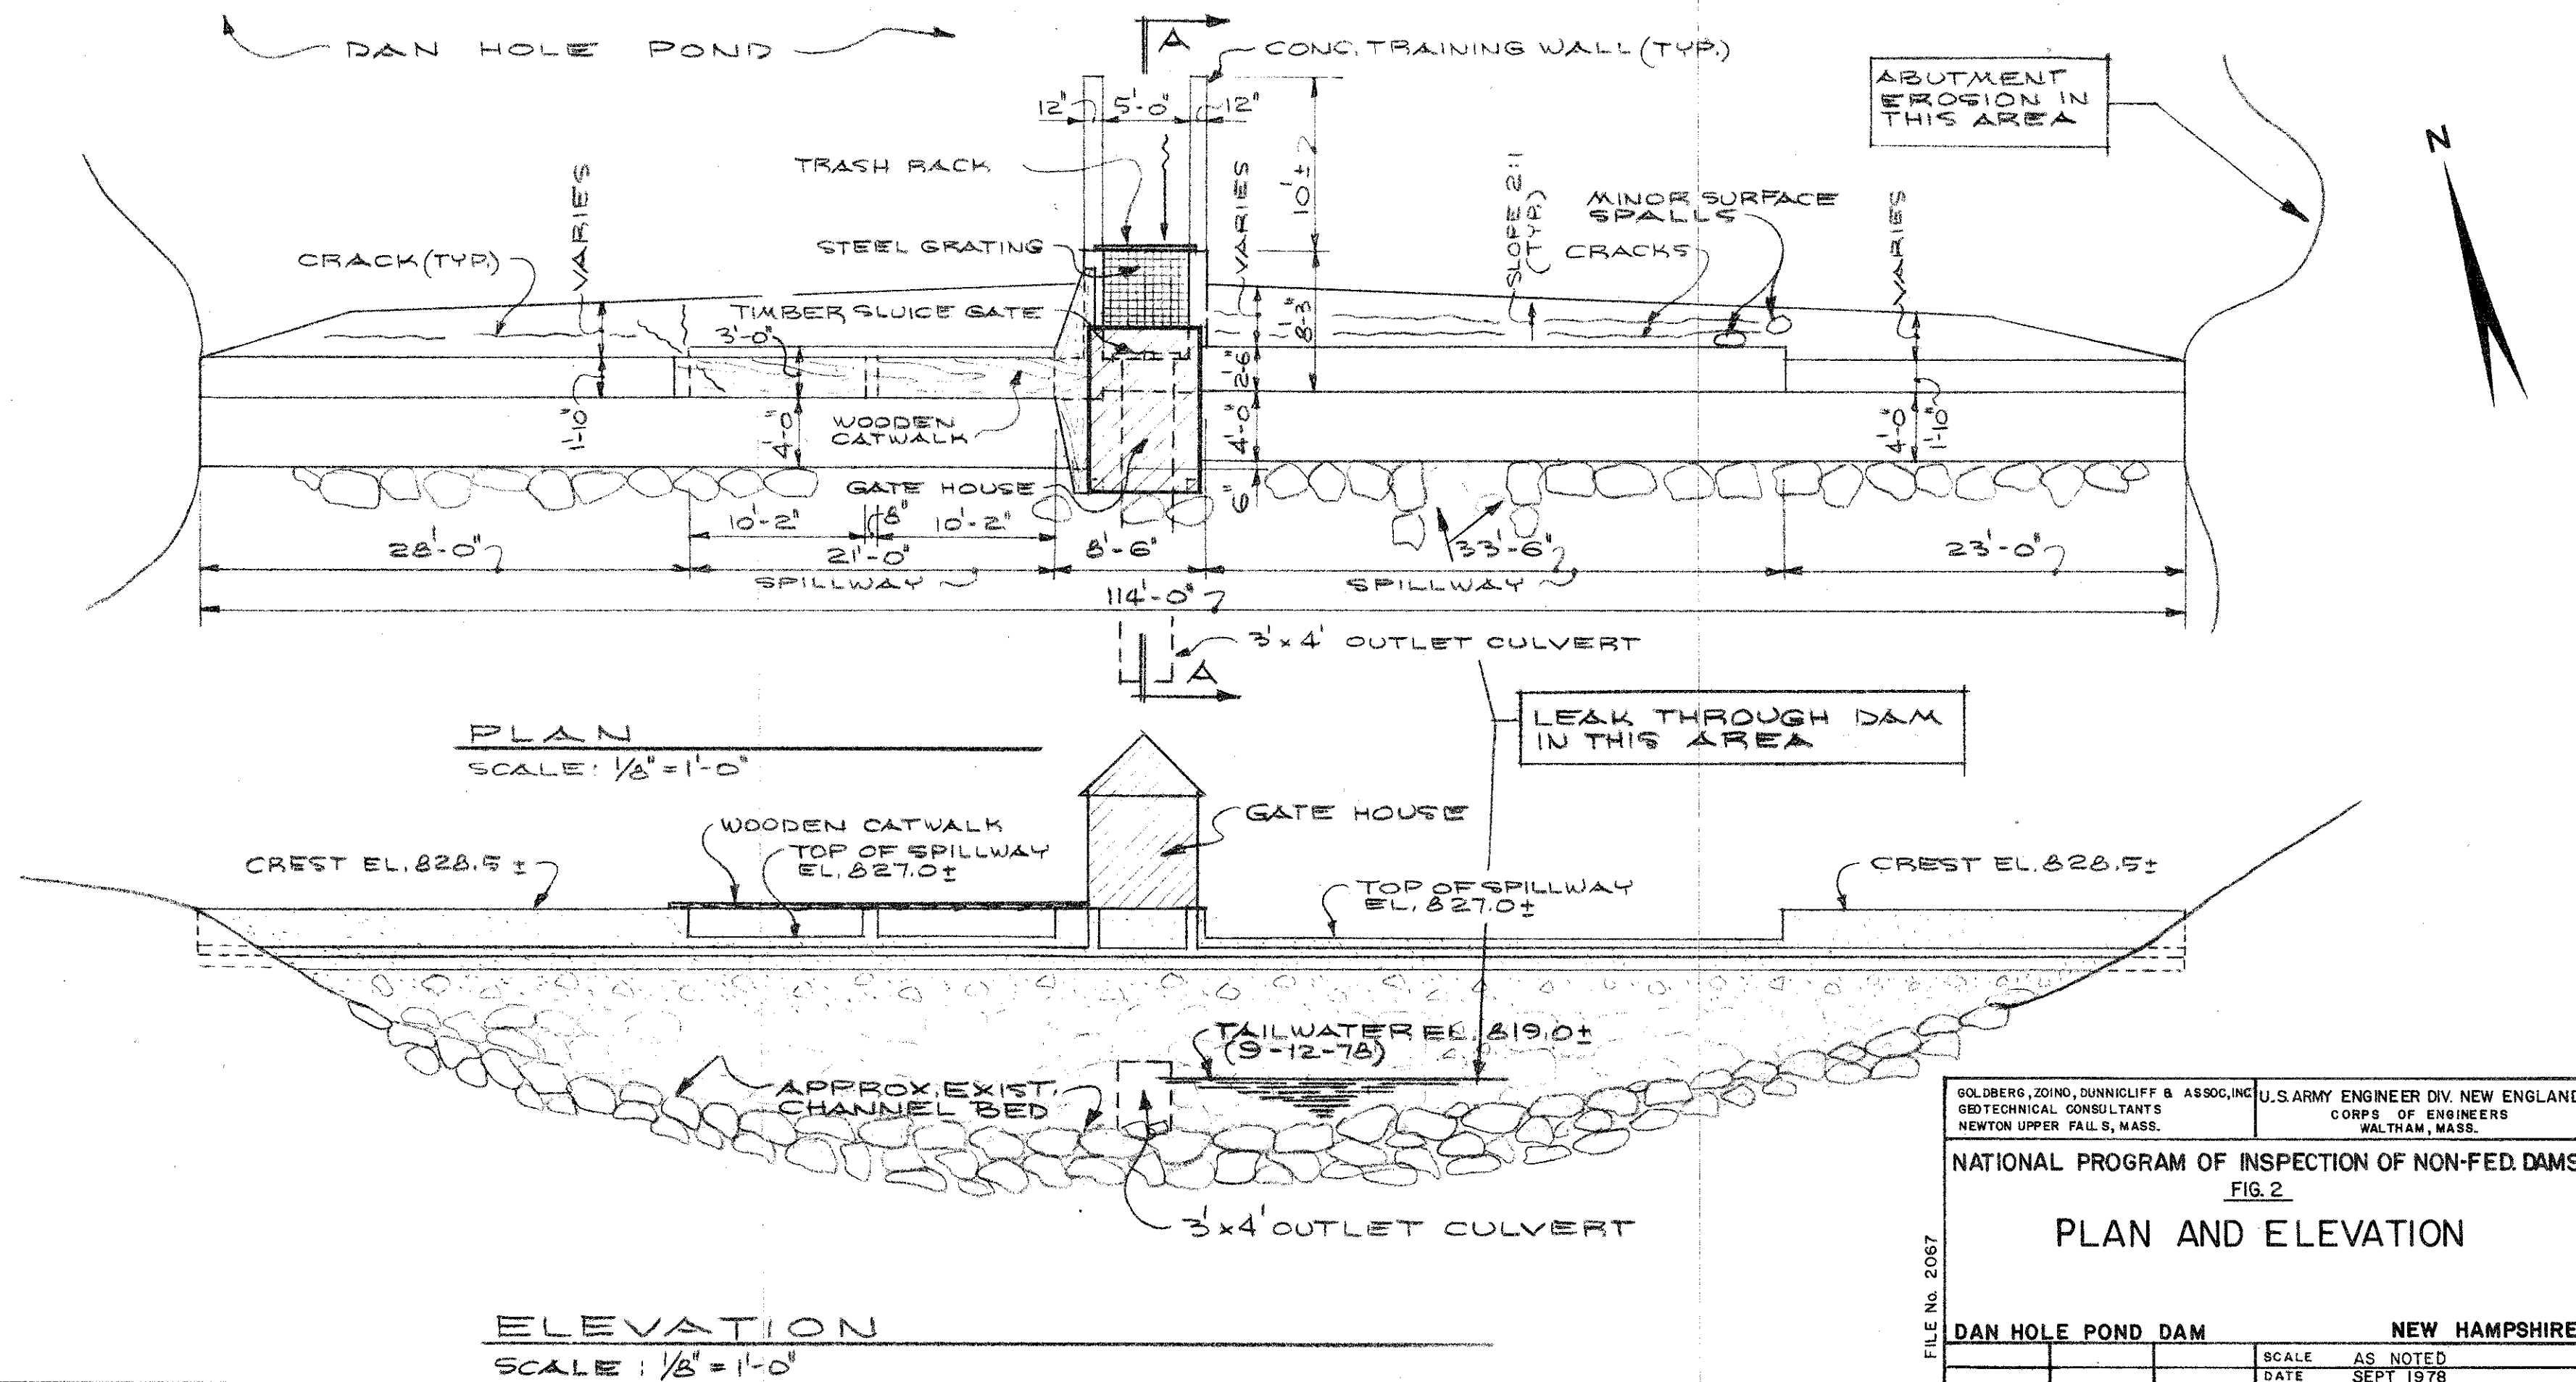 DAN HOLE POND
A
CONC. TRAINING WALL (TYP.)
ABUTMENT
EROSION IN
THIS AREA
N
12" 5'-0" 12"
TRASH RACK
10'±
VARIES
VARIES
SLOPE 2:1
(TYP.)
MINOR SURFACE
SPALLS
VARIES
CRACK (TYP.)
STEEL GRATING
CRACKS
TIMBER SLUICE GATE
8'-3"
3'-0"
2'-6"
1'-10"
4'-0"
WOODEN
CATWALK
4'-0"
4'-0"
1'-10"
GATE HOUSE
6"
10'-2" 8" 10'-2"
28'-0"
21'-0"
SPILLWAY
8'-6"
33'-6"
SPILLWAY
23'-0"
114'-0"
3'x4' OUTLET CULVERT
A
LEAK THROUGH DAM
IN THIS AREA
PLAN
SCALE: 1/8" = 1'-0"
WOODEN CATWALK
GATE HOUSE
TOP OF SPILLWAY
EL. 827.0±
CREST EL. 828.5±
CREST EL. 828.5±
TOP OF SPILLWAY
EL. 827.0±
TAILWATER EL. 819.0±
(9-12-78)
APPROX. EXIST.
CHANNEL BED
3'x4' OUTLET CULVERT
ELEVATION
SCALE : 1/8" = 1'-0"
GOLDBERG, ZOINO, DUNNICLIFF & ASSOC, INC
GEOTECHNICAL CONSULTANTS
NEWTON UPPER FALLS, MASS.
U.S. ARMY ENGINEER DIV. NEW ENGLAND
CORPS OF ENGINEERS
WALTHAM, MASS.
NATIONAL PROGRAM OF INSPECTION OF NON-FED. DAMS
FIG. 2
PLAN AND ELEVATION
FILE No. 2067
DAN HOLE POND DAM NEW HAMPSHIRE
SCALE AS NOTED
DATE SEPT 1978